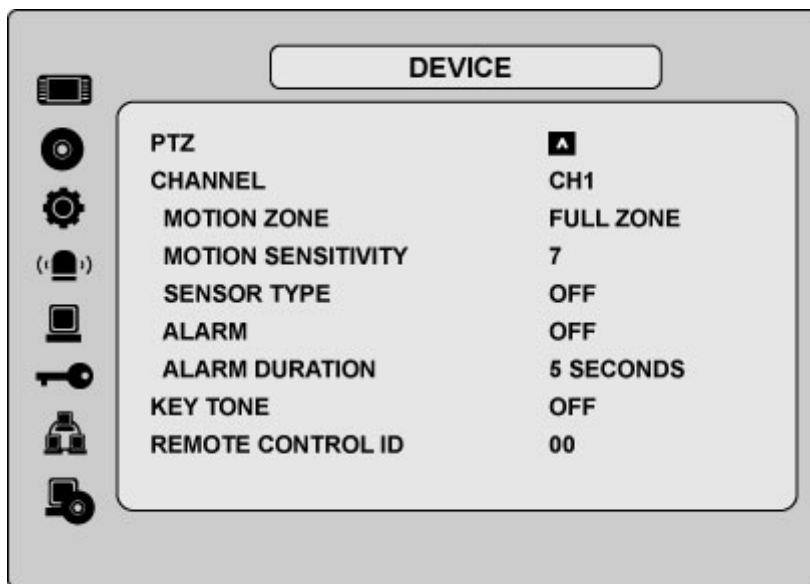 DEVICE
PTZ ^
CHANNEL CH1
MOTION ZONE FULL ZONE
MOTION SENSITIVITY 7
SENSOR TYPE OFF
ALARM OFF
ALARM DURATION 5 SECONDS
KEY TONE OFF
REMOTE CONTROL ID 00